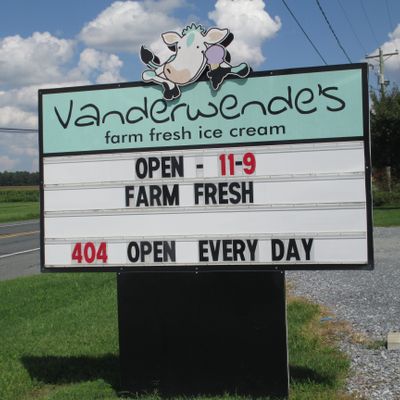 Vanderwende's
farm fresh ice cream
OPEN - 11-9
FARM FRESH
404 OPEN EVERY DAY